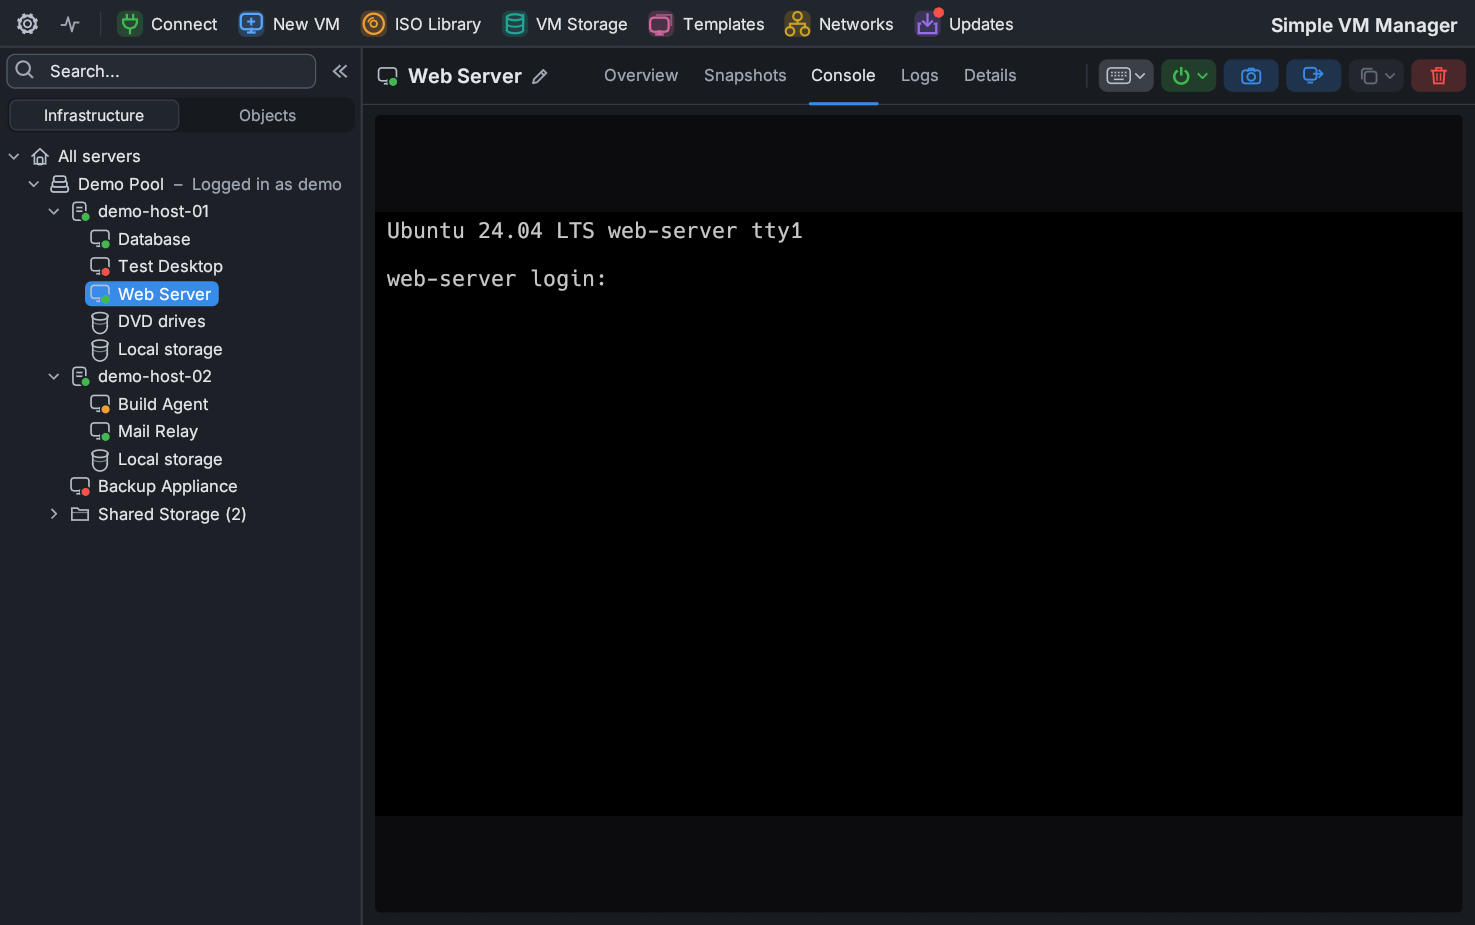 Connect New VM ISO Library VM Storage Templates Networks Updates Simple VM Manager
Search...
Infrastructure Objects
All servers
Demo Pool – Logged in as demo
demo-host-01
Database
Test Desktop
Web Server
DVD drives
Local storage
demo-host-02
Build Agent
Mail Relay
Local storage
Backup Appliance
Shared Storage (2)
Web Server Overview Snapshots Console Logs Details
Ubuntu 24.04 LTS web-server tty1
web-server login: